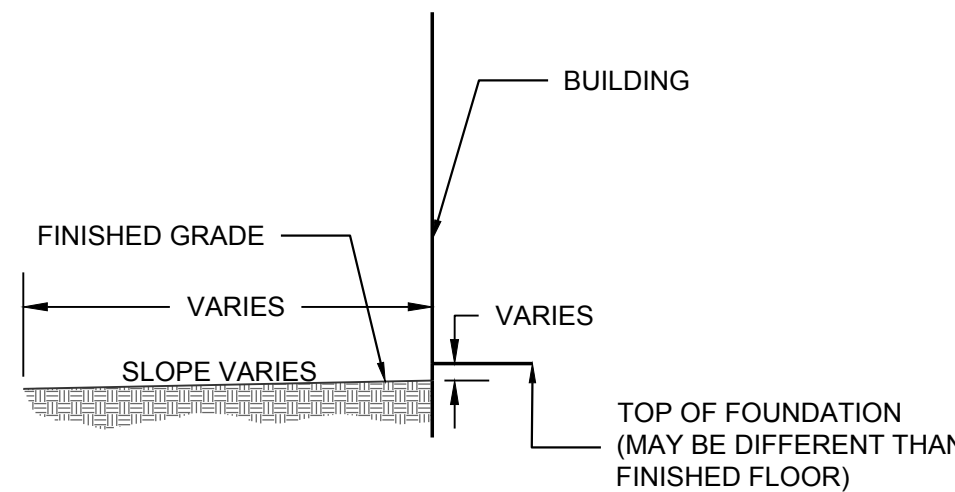 BUILDING
FINISHED GRADE
VARIES
VARIES
SLOPE VARIES
TOP OF FOUNDATION
(MAY BE DIFFERENT THAN
FINISHED FLOOR)